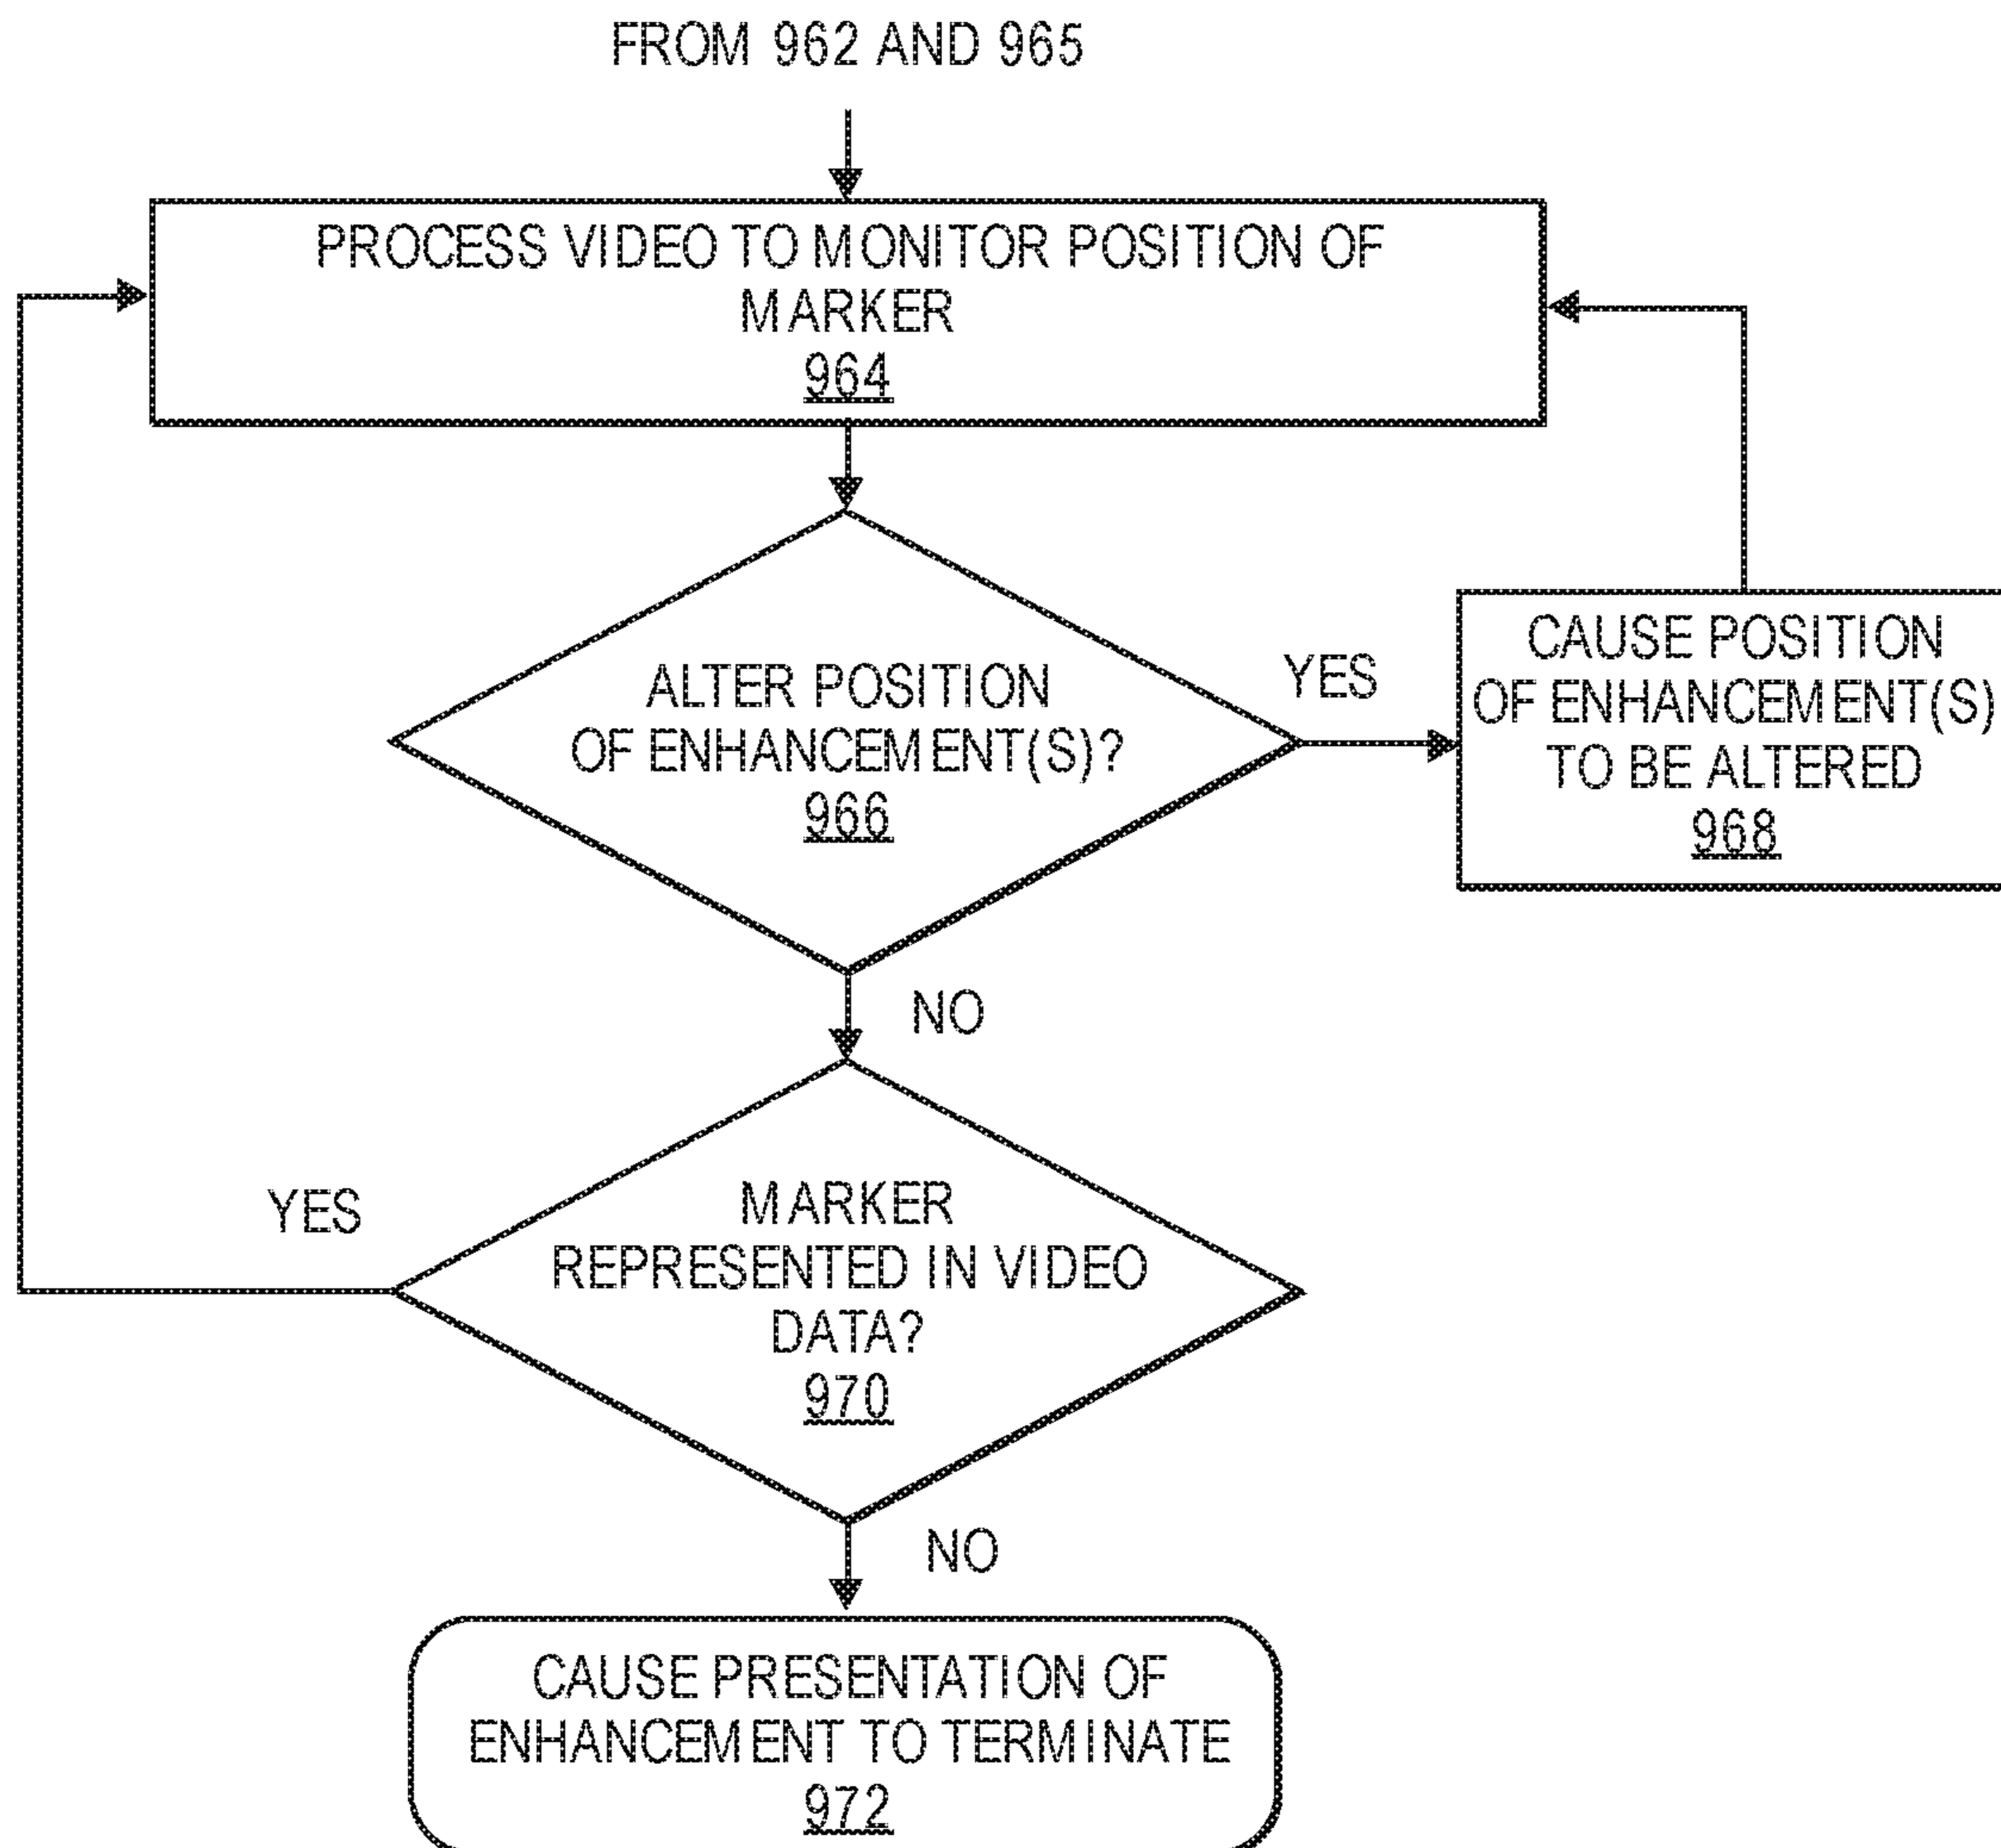 FROM 962 AND 965
PROCESS VIDEO TO MONITOR POSITION OF
MARKER
964
ALTER POSITION
OF ENHANCEMENT(S)?
966
YES
CAUSE POSITION
OF ENHANCEMENT(S)
TO BE ALTERED
968
NO
YES
MARKER
REPRESENTED IN VIDEO
DATA?
970
NO
CAUSE PRESENTATION OF
ENHANCEMENT TO TERMINATE
972